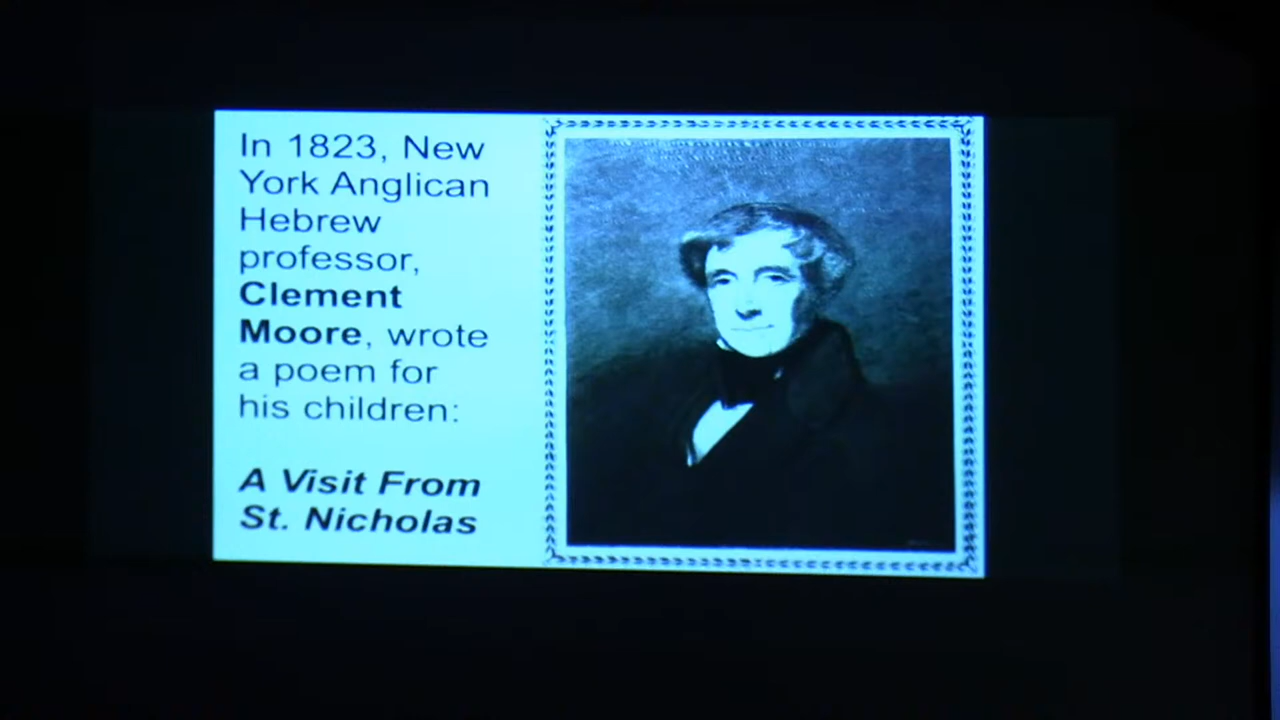 In 1823, New
York Anglican
Hebrew
professor,
Clement
Moore, wrote
a poem for
his children:
A Visit From
St. Nicholas